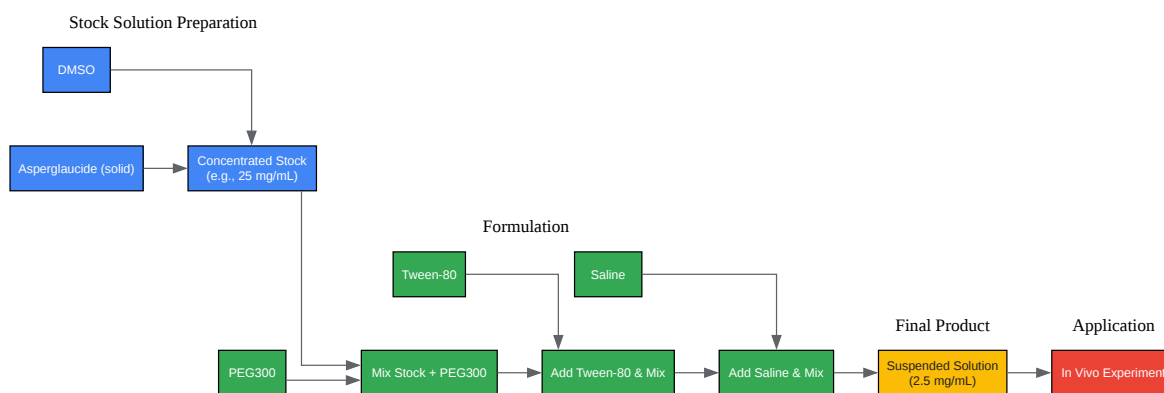 Stock Solution Preparation
DMSO
Asperglaucide (solid)
Concentrated Stock
(e.g., 25 mg/mL)
Formulation
Tween-80
Saline
Final Product
Application
PEG300
Mix Stock + PEG300
Add Tween-80 & Mix
Add Saline & Mix
Suspended Solution
(2.5 mg/mL)
In Vivo Experiment